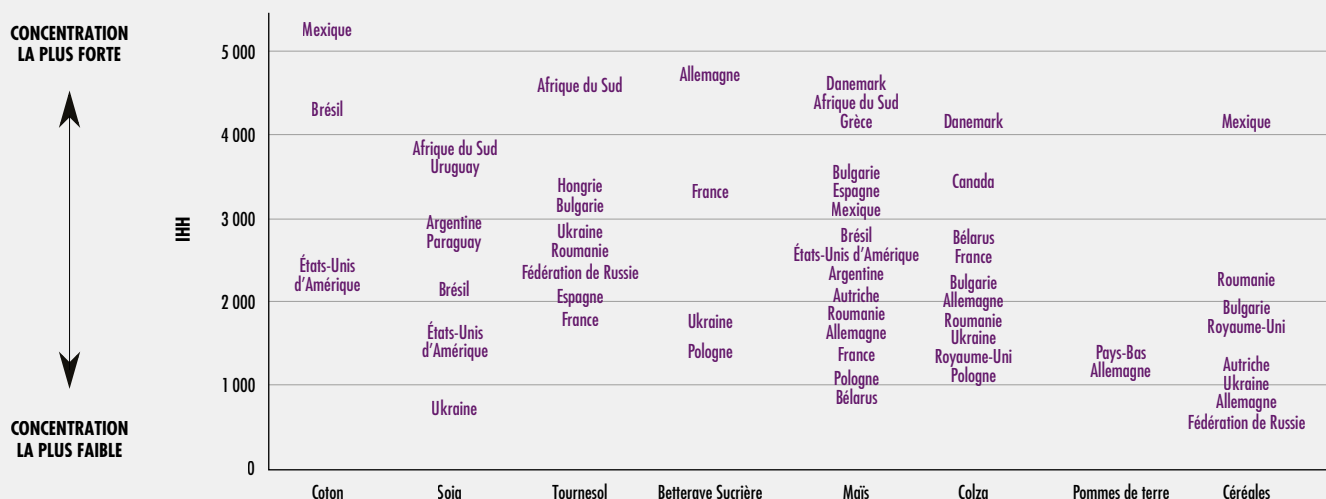 CONCENTRATION
LA PLUS FORTE
CONCENTRATION
LA PLUS FAIBLE
IHH
5 000
4 000
3 000
2 000
1 000
0
Mexique
Brésil
États-Unis
d’Amérique
Coton
Afrique du Sud
Uruguay
Argentine
Paraguay
Brésil
États-Unis
d’Amérique
Ukraine
Soja
Afrique du Sud
Hongrie
Bulgarie
Ukraine
Roumanie
Fédération de Russie
Espagne
France
Tournesol
Allemagne
France
Ukraine
Pologne
Betterave Sucrière
Danemark
Afrique du Sud
Grèce
Bulgarie
Espagne
Mexique
Brésil
États-Unis d’Amérique
Argentine
Autriche
Roumanie
Allemagne
France
Pologne
Bélarus
Maïs
Danemark
Canada
Bélarus
France
Bulgarie
Allemagne
Roumanie
Ukraine
Royaume-Uni
Pologne
Colza
Pays-Bas
Allemagne
Pommes de terre
Mexique
Roumanie
Bulgarie
Royaume-Uni
Autriche
Ukraine
Allemagne
Fédération de Russie
Céréales